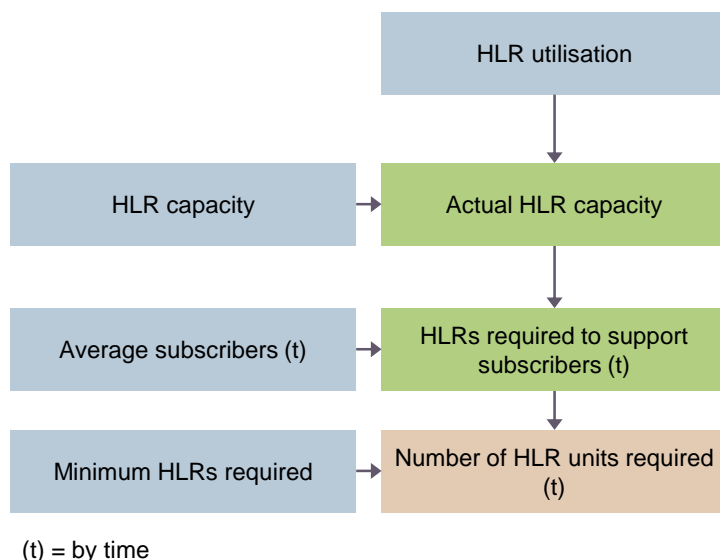 HLR utilisation
HLR capacity
Actual HLR capacity
Average subscribers (t)
HLRs required to support
subscribers (t)
Minimum HLRs required
Number of HLR units required
(t)
(t) = by time